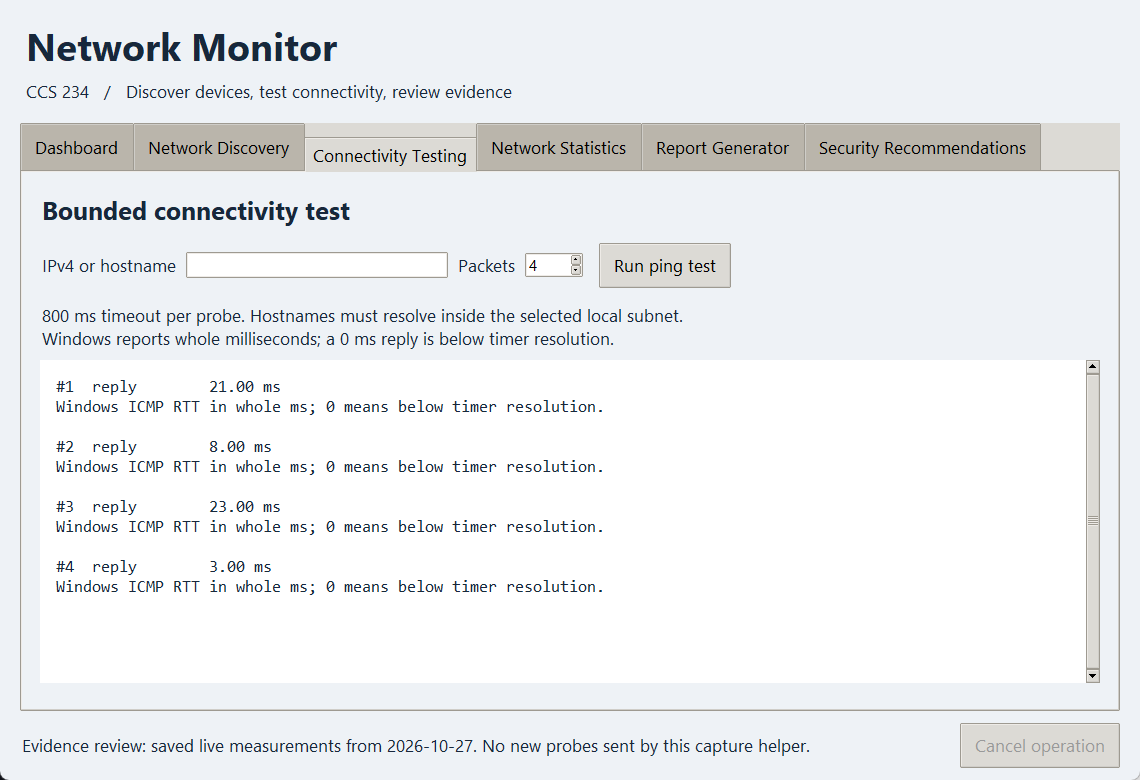 Network Monitor
CCS 234 / Discover devices, test connectivity, review evidence
Dashboard Network Discovery Connectivity Testing Network Statistics Report Generator Security Recommendations
Bounded connectivity test
IPv4 or hostname Packets 4 Run ping test
800 ms timeout per probe. Hostnames must resolve inside the selected local subnet.
Windows reports whole milliseconds; a 0 ms reply is below timer resolution.
#1 reply 21.00 ms
Windows ICMP RTT in whole ms; 0 means below timer resolution.
#2 reply 8.00 ms
Windows ICMP RTT in whole ms; 0 means below timer resolution.
#3 reply 23.00 ms
Windows ICMP RTT in whole ms; 0 means below timer resolution.
#4 reply 3.00 ms
Windows ICMP RTT in whole ms; 0 means below timer resolution.
Evidence review: saved live measurements from 2026-10-27. No new probes sent by this capture helper. Cancel operation